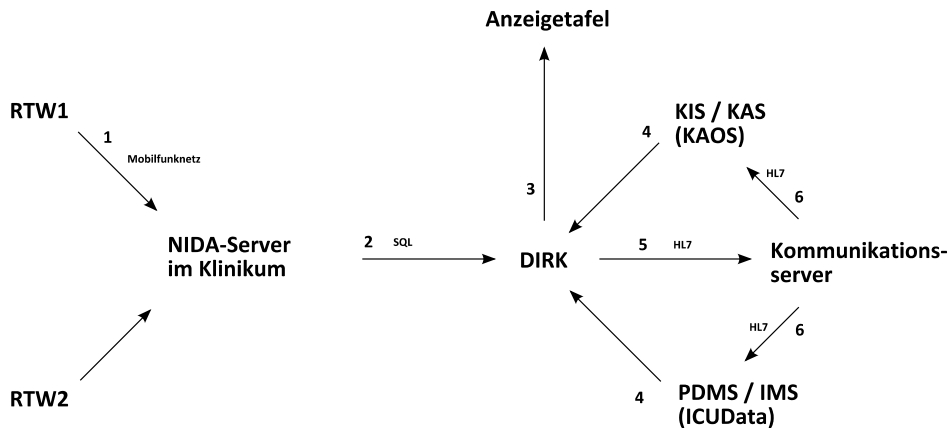 Anzeigetafel
RTW1
1
Mobilfunknetz
KIS / KAS
(KAOS)
4
HL7
6
3
NIDA-Server
im Klinikum
2 SQL
DIRK
5 HL7
Kommunikations-
server
HL7
6
RTW2
4
PDMS / IMS
(ICUData)